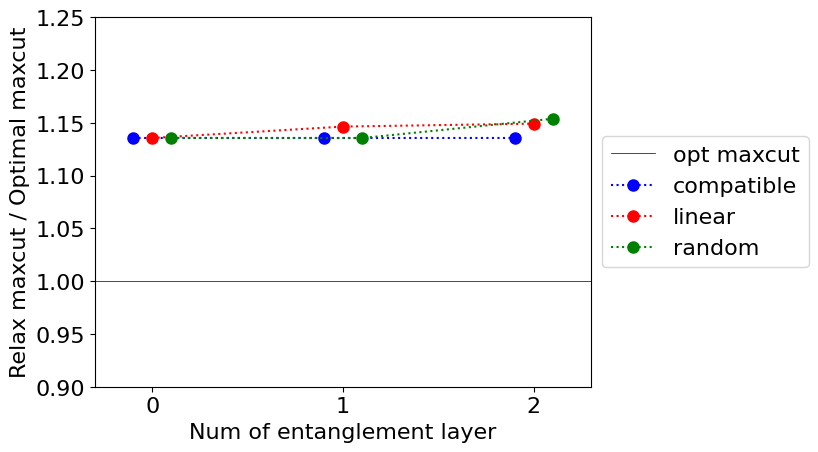 Relax maxcut / Optimal maxcut
1.25
1.20
1.15
1.10
1.05
1.00
0.95
0.90
0
1
2
Num of entanglement layer
opt maxcut
compatible
linear
random